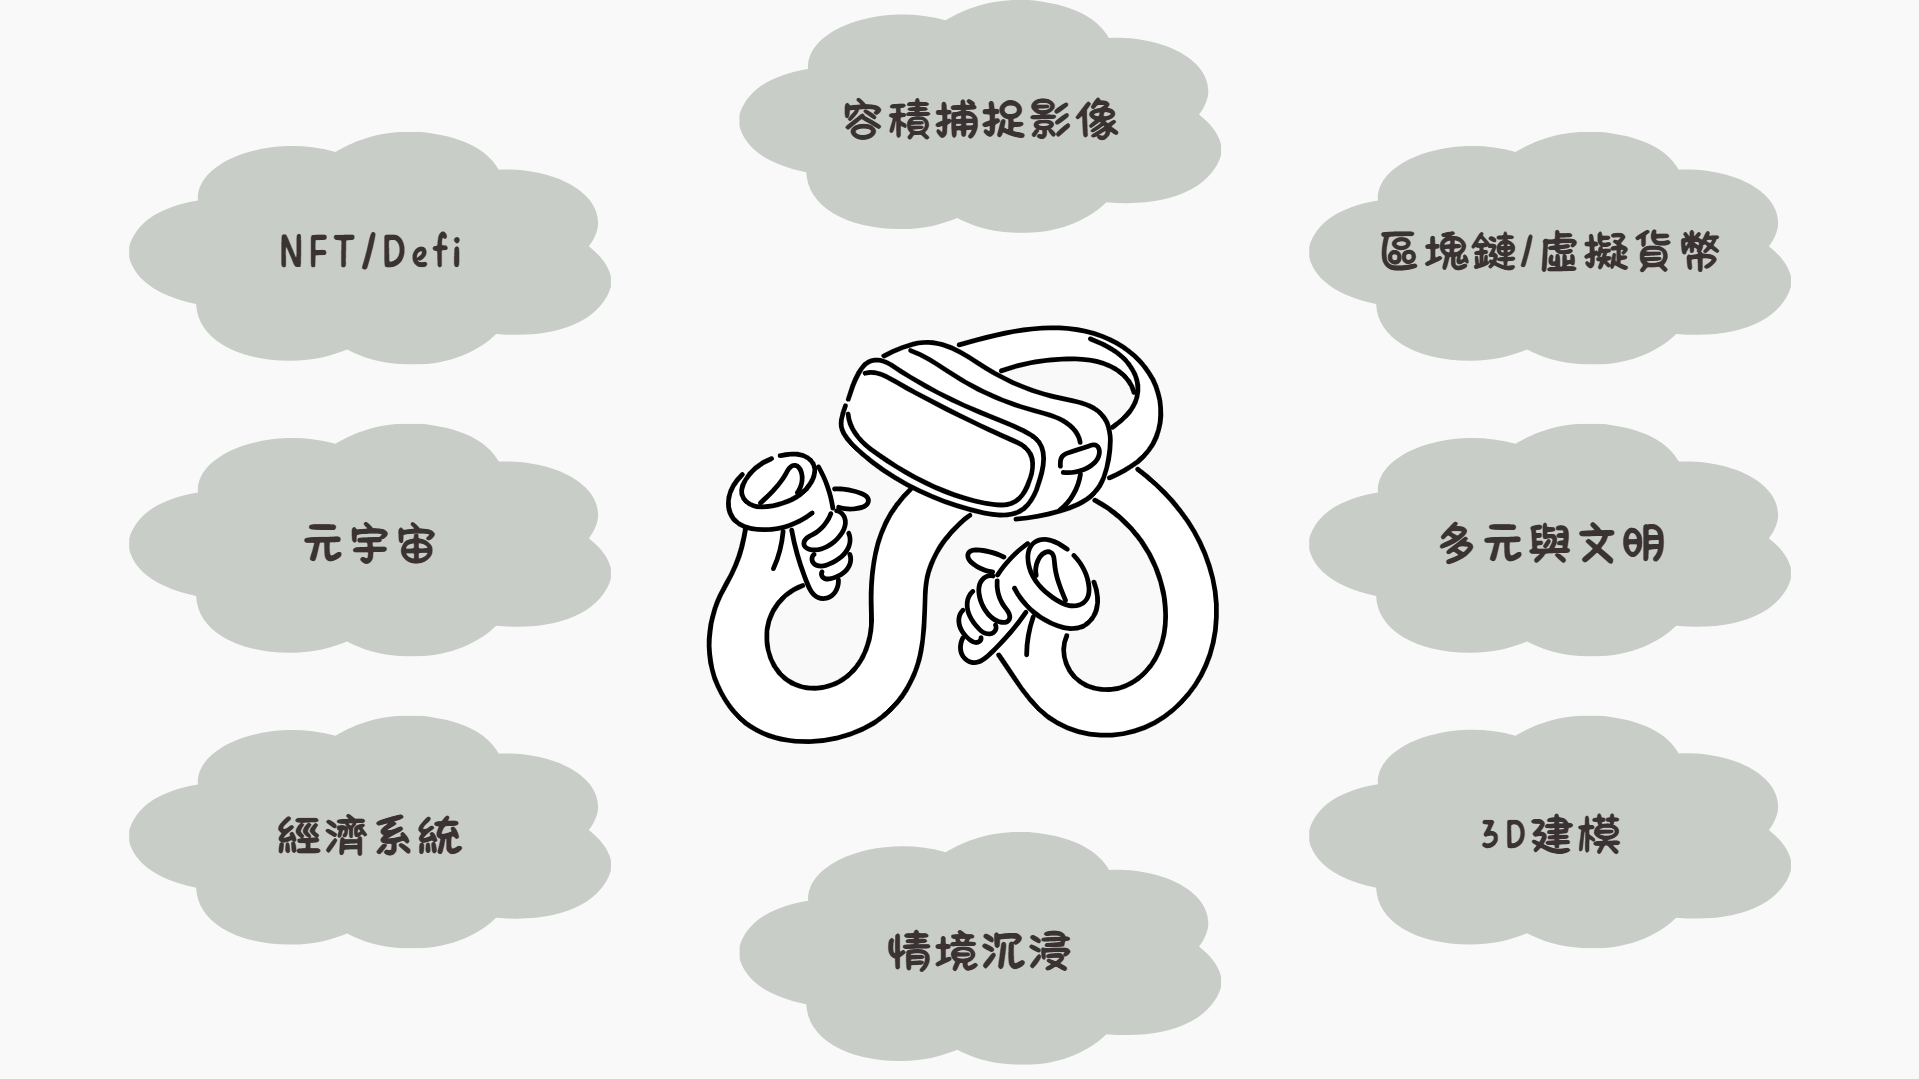 容積捕捉影像
NFT/Defi
區塊鏈/虛擬貨幣
元宇宙
多元與文明
經濟系統
3D建模
情境沉浸